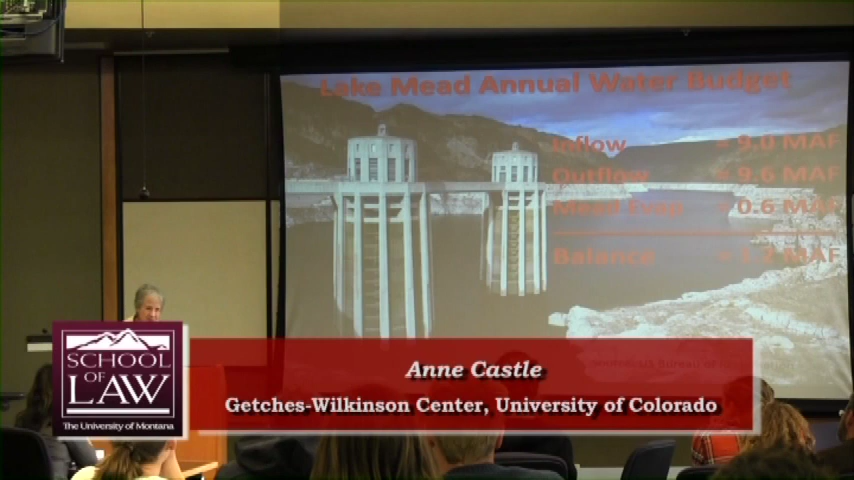 Lake Mead Annual Water Budget
Inflow = 9.0 MAF
Outflow = 9.6 MAF
Mead Evap = 0.6 MAF
Balance 1.2 MAF
SCHOOL
OF
LAW
The University of Montana
Anne Castle
Getches-Wilkinson Center, University of Colorado